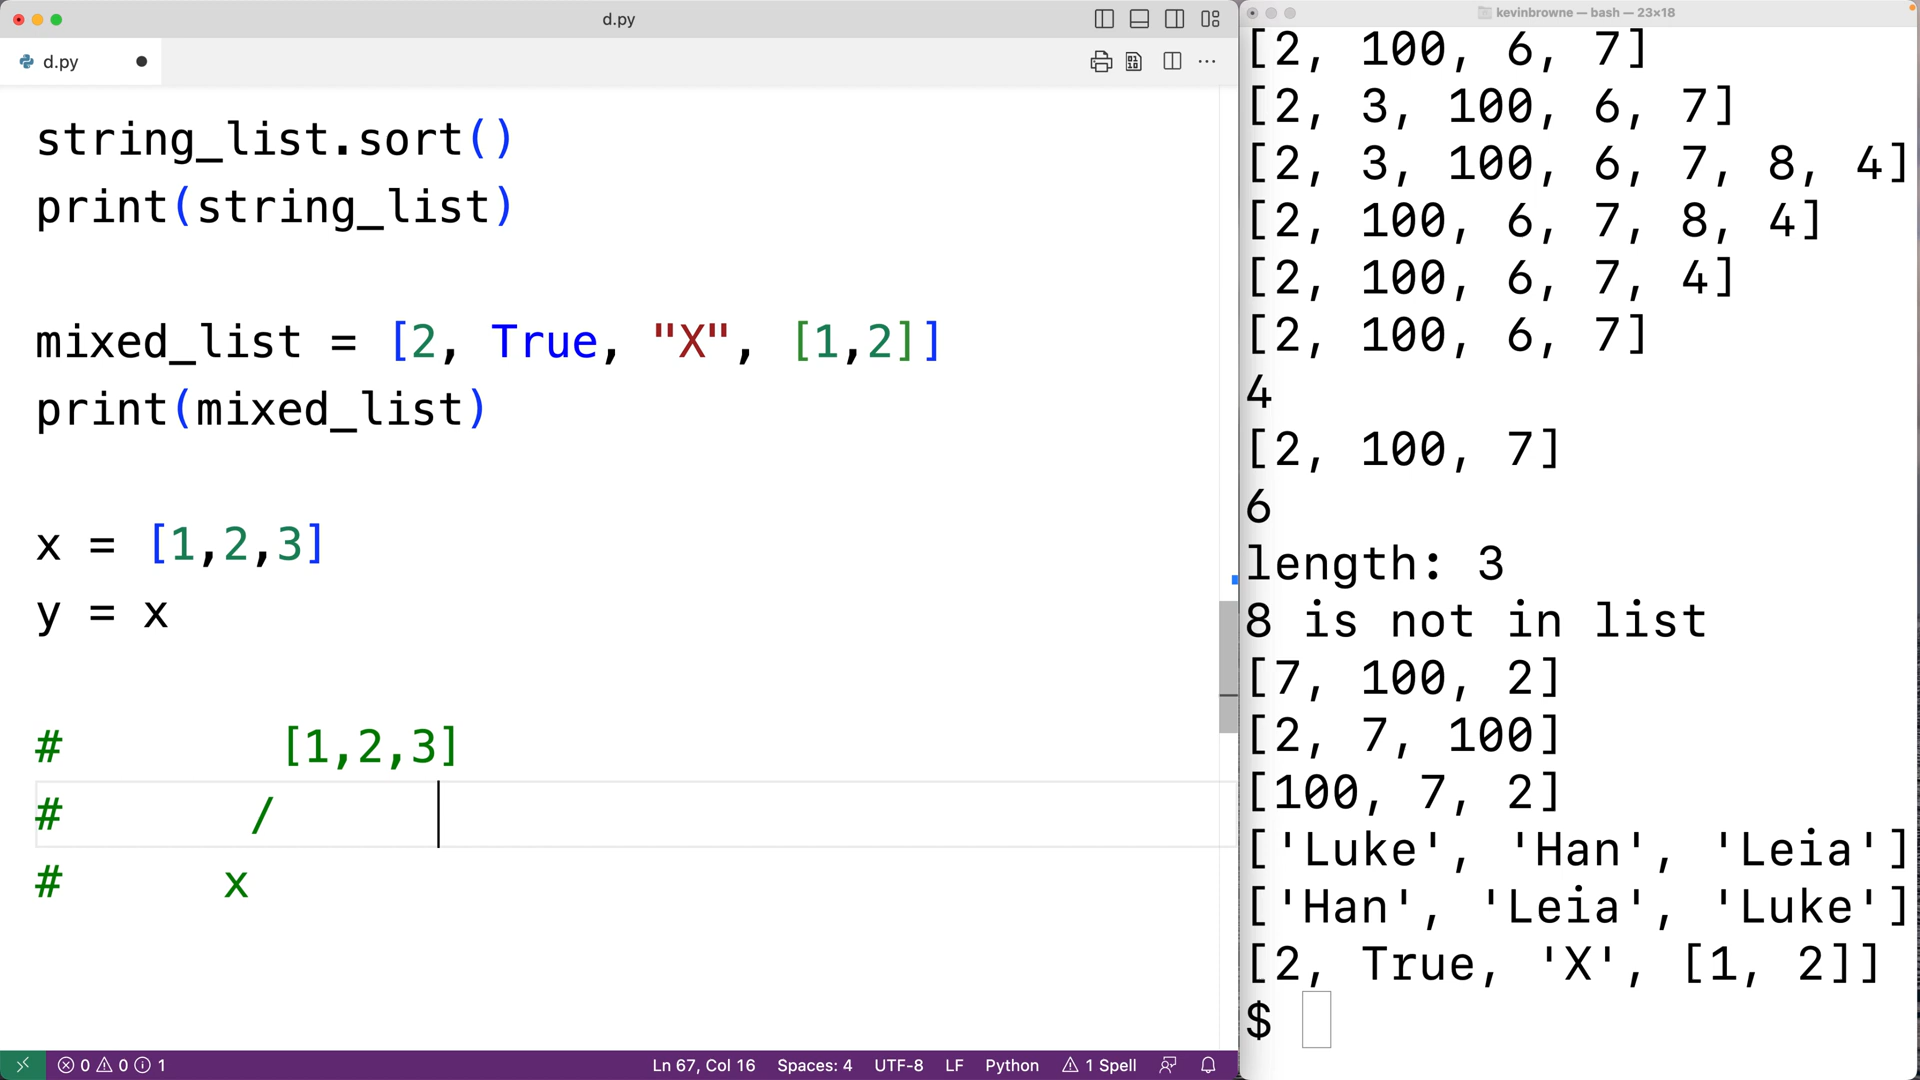 d.py
d.py
string_list.sort()
print(string_list)
mixed_list = [2, True, "X", [1,2]]
print(mixed_list)
x = [1,2,3]
y = x
#        [1,2,3]
#       /
#      x
0 0 1
Ln 67, Col 16
Spaces: 4
UTF-8
LF
Python
1 Spell
kevinbrowne — bash — 23×18
[2, 100, 6, 7]
[2, 3, 100, 6, 7]
[2, 3, 100, 6, 7, 8, 4]
[2, 100, 6, 7, 8, 4]
[2, 100, 6, 7, 4]
[2, 100, 6, 7]
4
[2, 100, 7]
6
length: 3
8 is not in list
[7, 100, 2]
[2, 7, 100]
[100, 7, 2]
['Luke', 'Han', 'Leia']
['Han', 'Leia', 'Luke']
[2, True, 'X', [1, 2]]
$